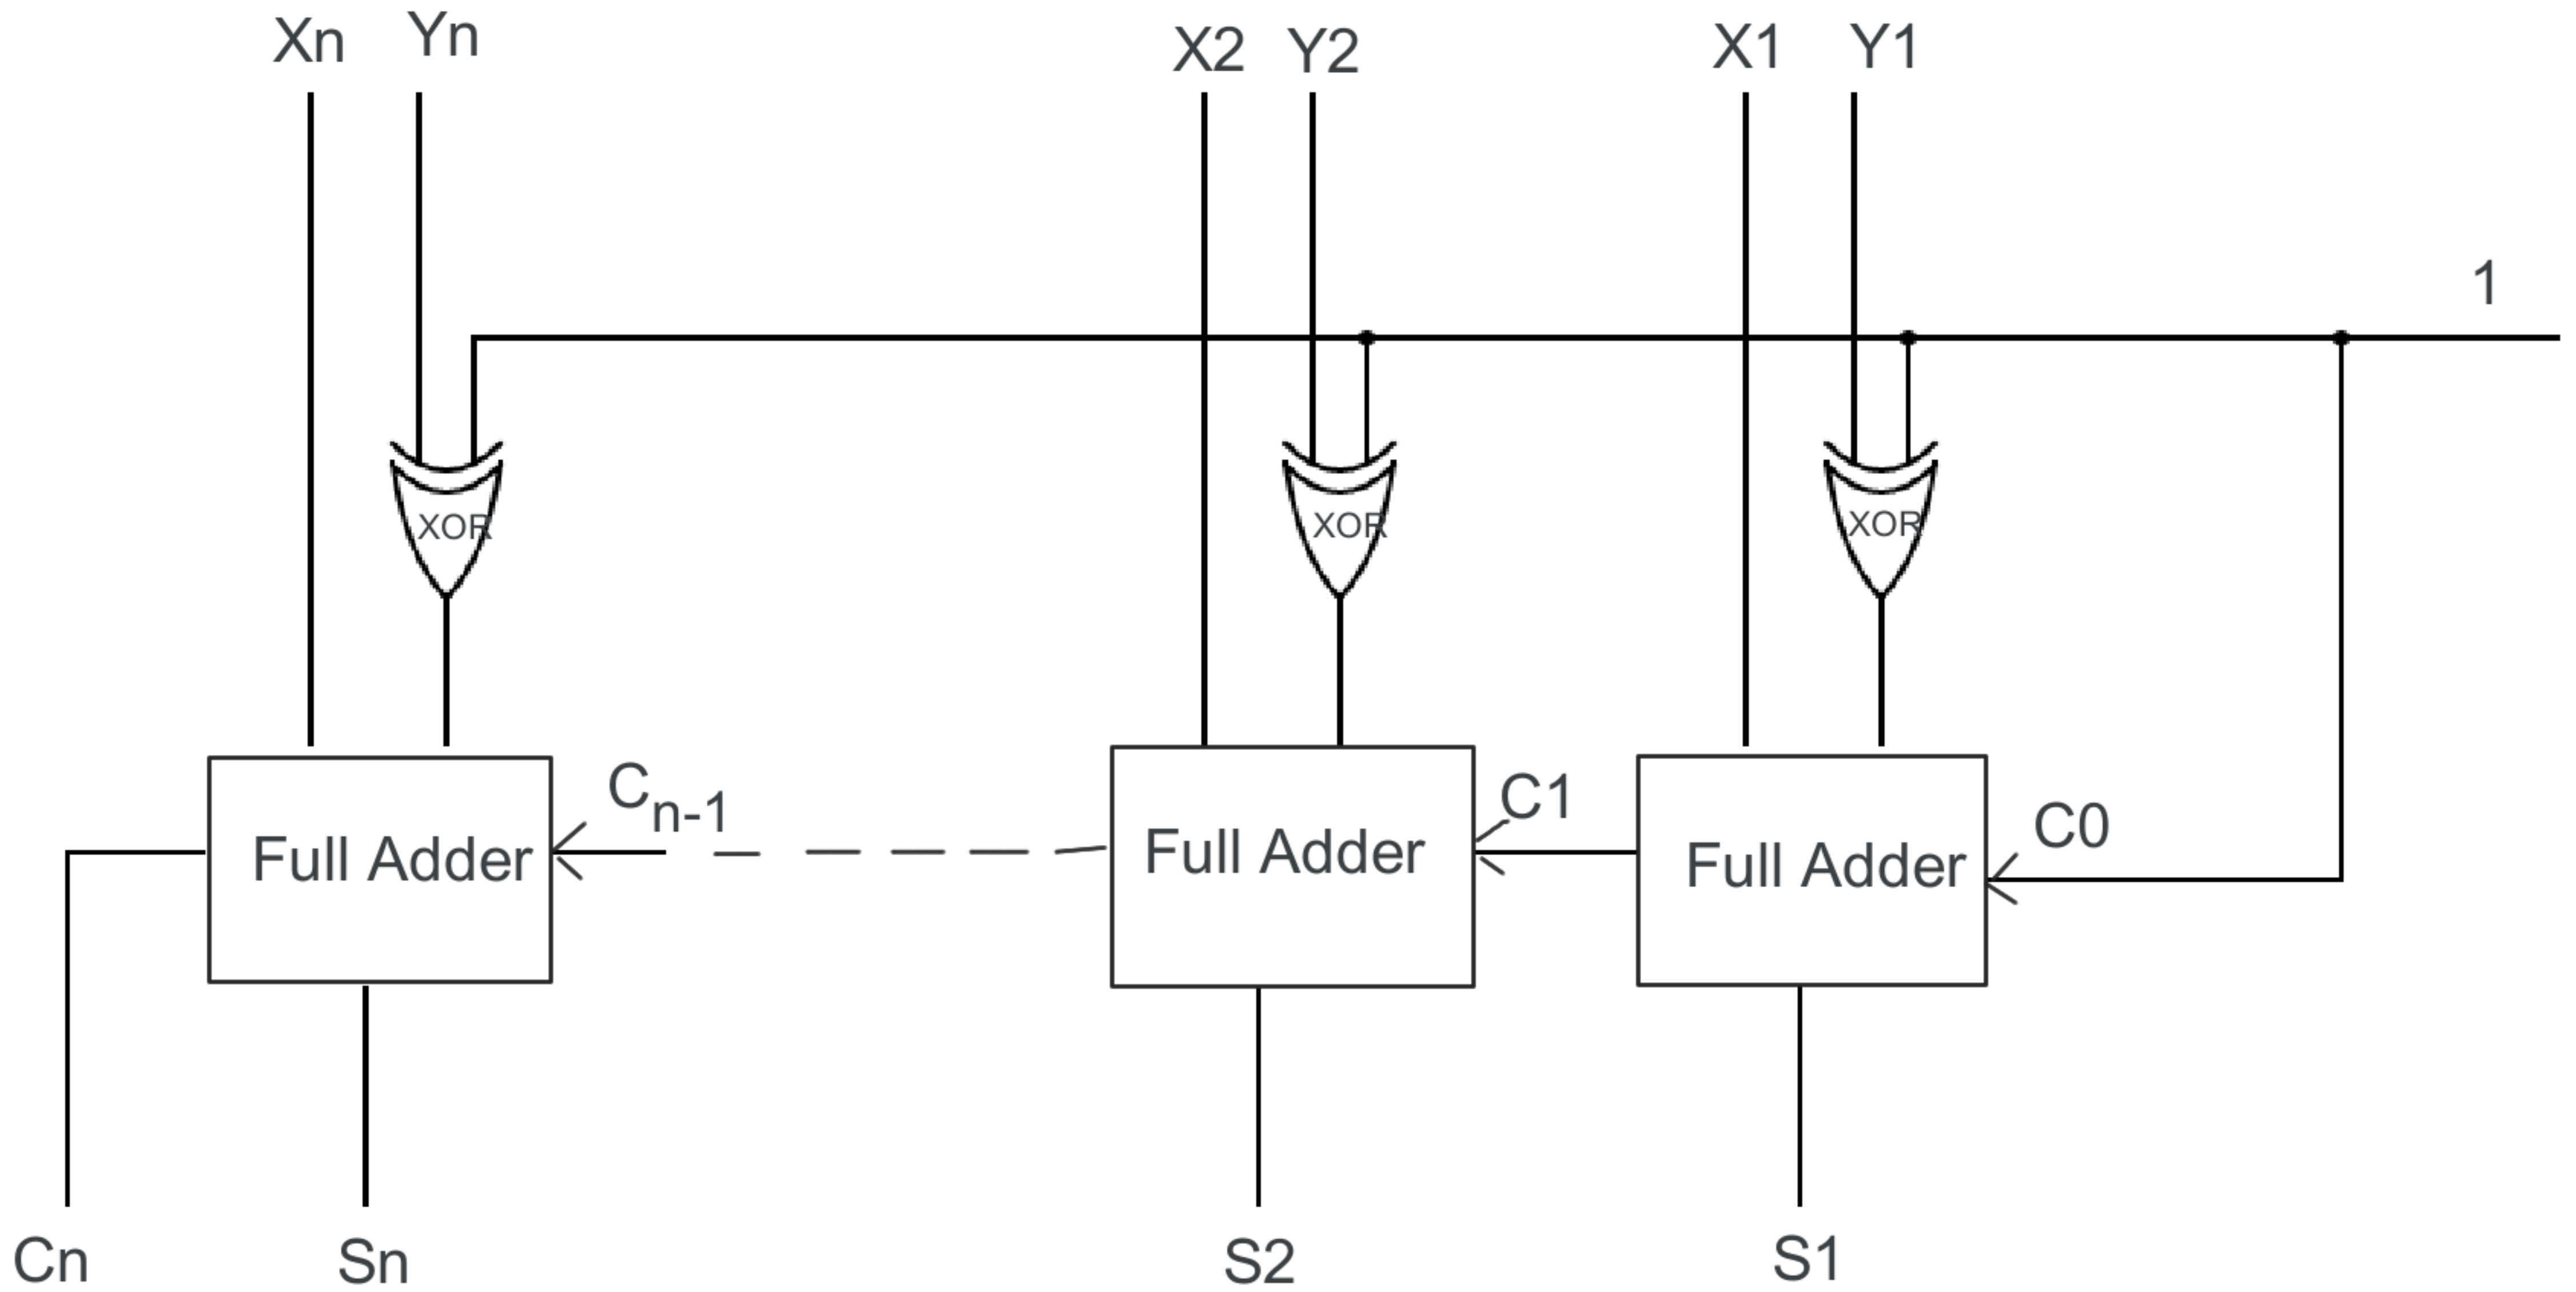 Xn Yn X2 Y2 X1 Y1
1
XOR XOR XOR
C n-1 C1 C0
Full Adder Full Adder Full Adder
Cn Sn S2 S1